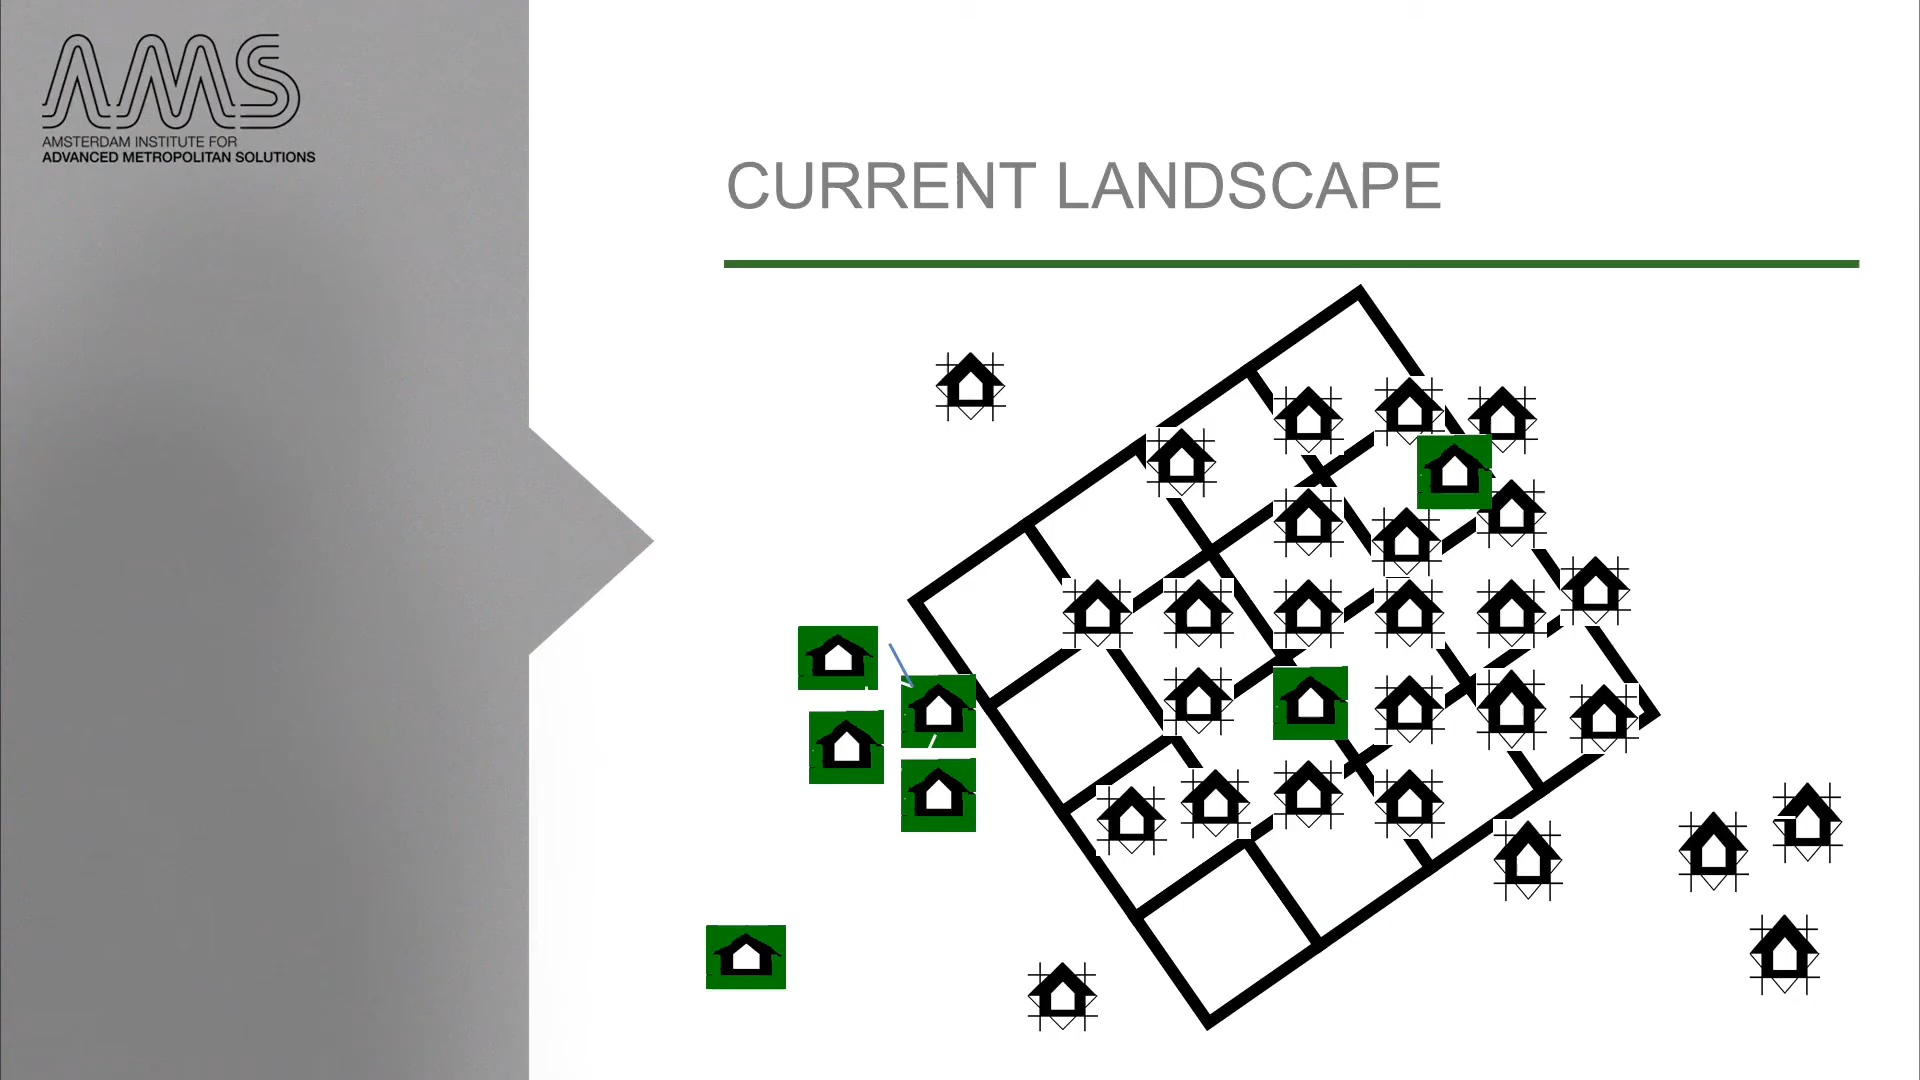 AMS
AMSTERDAM INSTITUTE FOR
ADVANCED METROPOLITAN SOLUTIONS
CURRENT LANDSCAPE